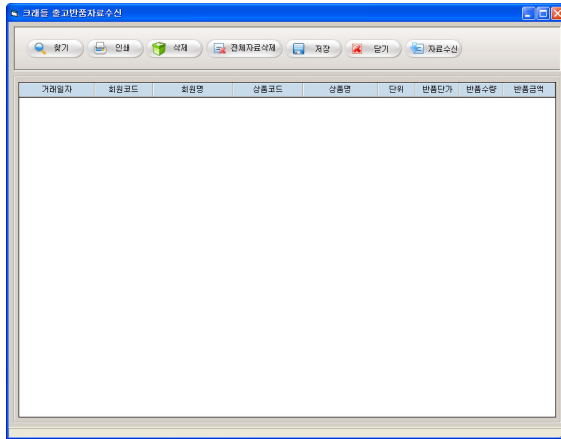 크래들 출고반품자료수신
찾기 인쇄 삭제 전체자료삭제 저장 닫기 자료수신
거래일자 회원코드 회원명 상품코드 상품명 단위 반품단가 반품수량 반품금액